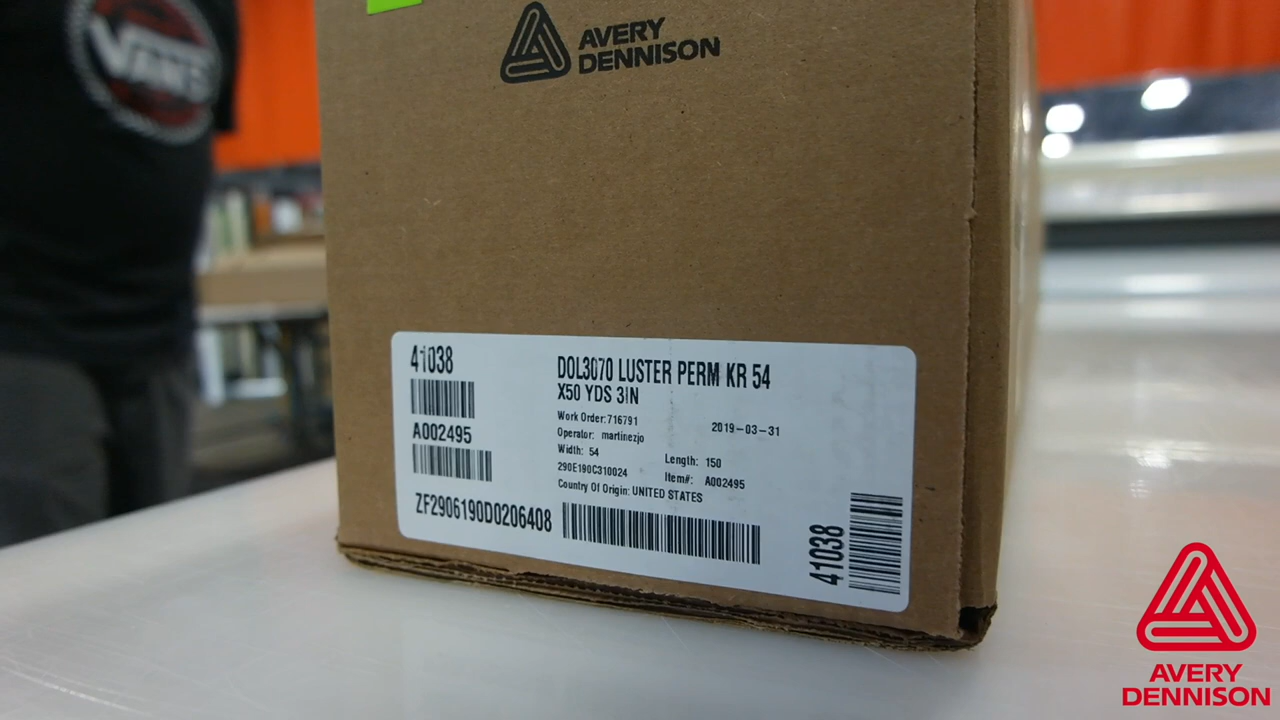 VANS
AVERY
DENNISON
41038
DOL3070 LUSTER PERM KR 54
X50 YDS 3IN
A002495
Work Order:716791
2019-03-31
Operator: martinezjo
Width: 54
Length: 150
290E190C310024
Item#: A002495
Country Of Origin: UNITED STATES
ZF2906190D0206408
41038
AVERY
DENNISON